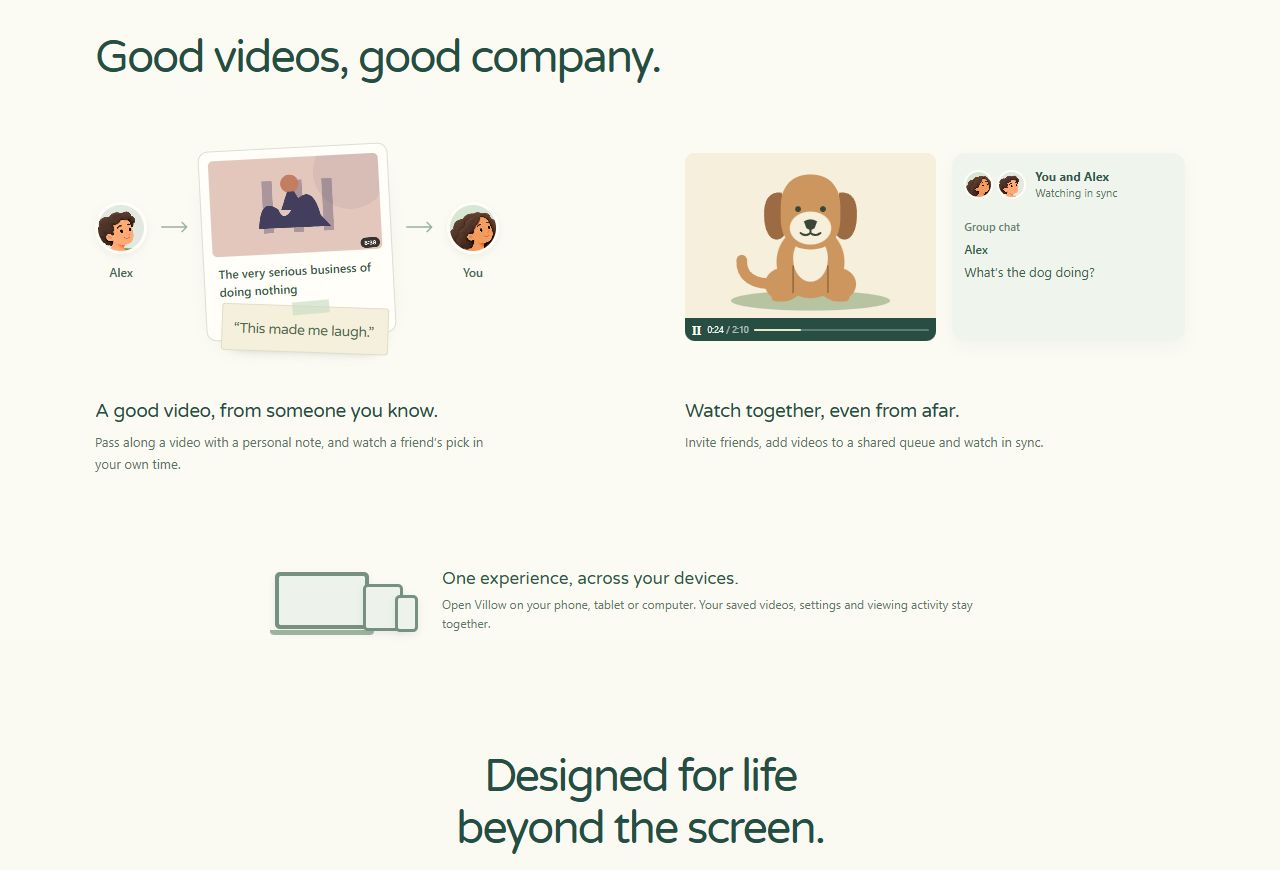 Good videos, good company.
3:38
The very serious business of
doing nothing
“This made me laugh.”
Alex
You
A good video, from someone you know.
Pass along a video with a personal note, and watch a friend's pick in
your own time.
0:24 / 2:10
You and Alex
Watching in sync
Group chat
Alex
What's the dog doing?
Watch together, even from afar.
Invite friends, add videos to a shared queue and watch in sync.
One experience, across your devices.
Open Villow on your phone, tablet or computer. Your saved videos, settings and viewing activity stay
together.
Designed for life
beyond the screen.